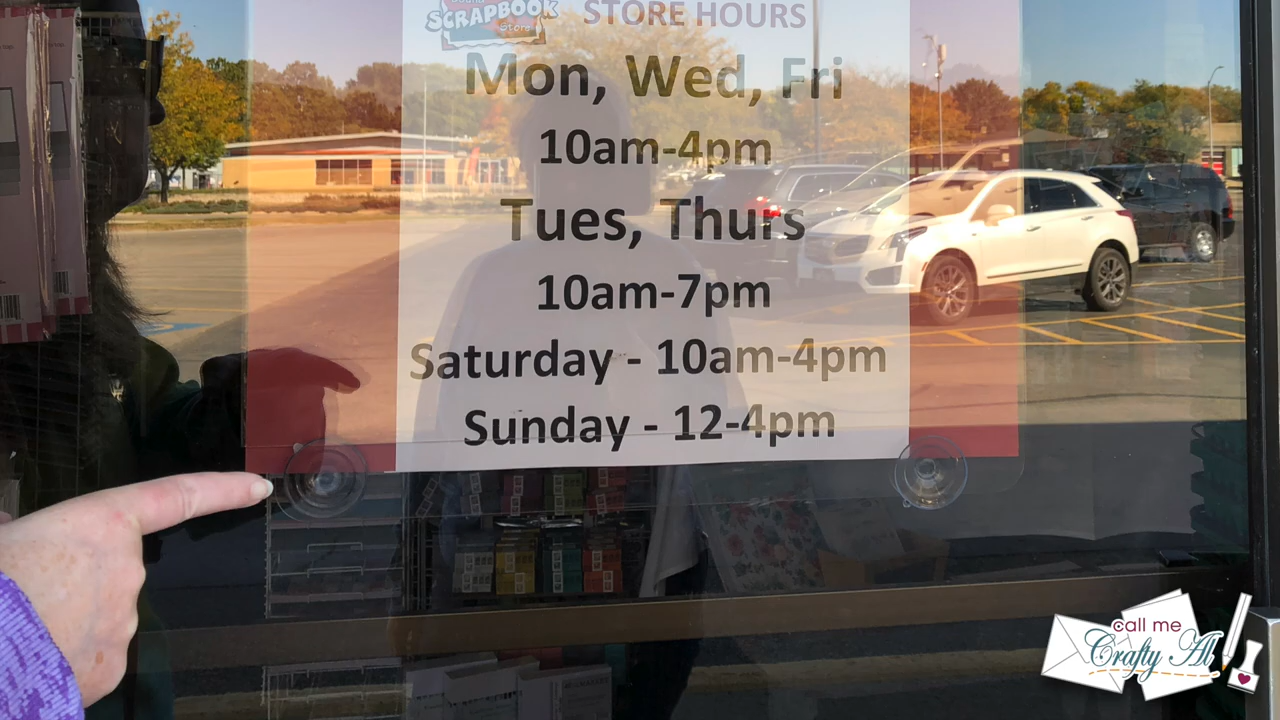 SCRAPBOOK
Store
STORE HOURS
Mon, Wed, Fri
10am-4pm
Tues, Thurs
10am-7pm
Saturday - 10am-4pm
Sunday - 12-4pm
call me
Crafty Al